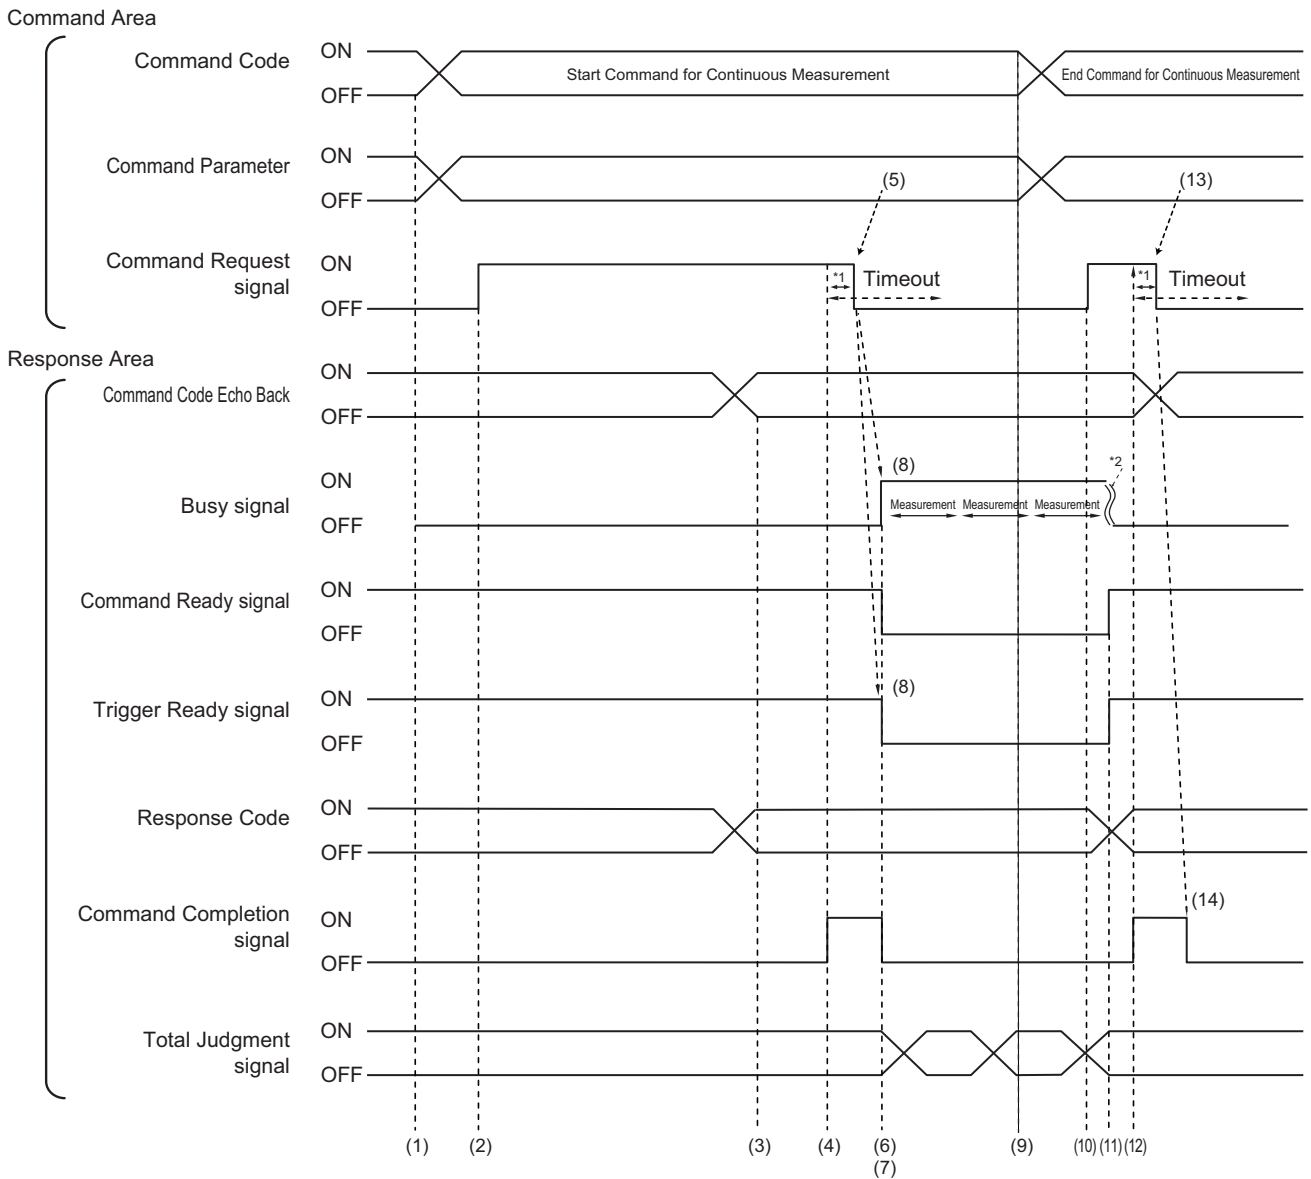 Command Area
Command Code
ON
OFF
Start Command for Continuous Measurement
End Command for Continuous Measurement
Command Parameter
ON
OFF
(5)
(13)
Command Request
signal
ON
OFF
*1
Timeout
*1
Timeout
Response Area
Command Code Echo Back
ON
OFF
Busy signal
ON
OFF
(8)
*2
Measurement
Measurement
Measurement
Command Ready signal
ON
OFF
Trigger Ready signal
ON
OFF
(8)
Response Code
ON
OFF
Command Completion
signal
ON
OFF
(14)
Total Judgment
signal
ON
OFF
(1)
(2)
(3)
(4)
(6)
(7)
(9)
(10)
(11)
(12)